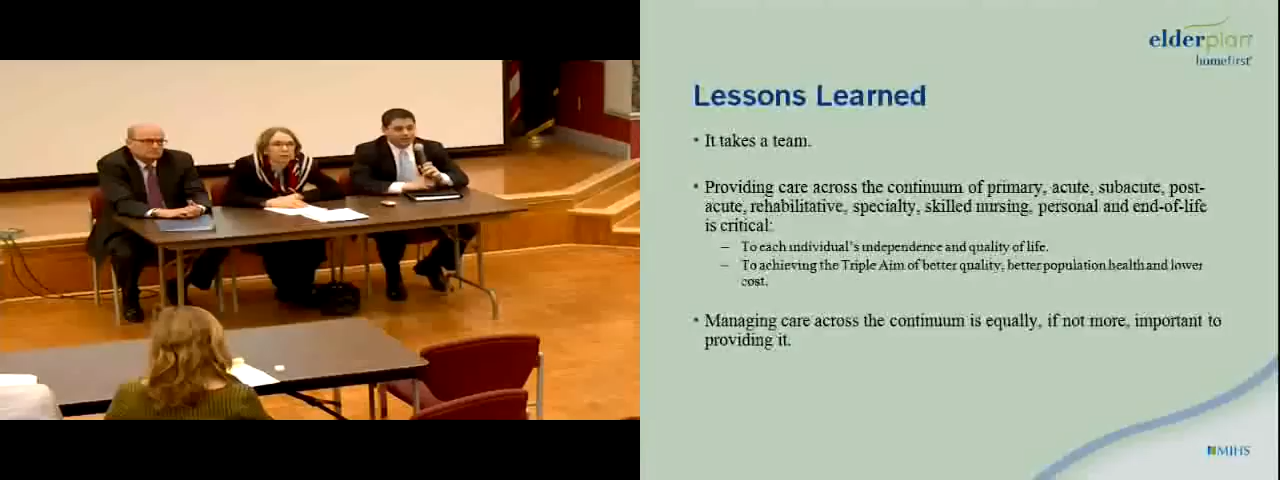 elderplan
homefirst
Lessons Learned
• It takes a team.
• Providing care across the continuum of primary, acute, subacute, post-
acute, rehabilitative, specialty, skilled nursing, personal and end-of-life
is critical:
– To each individual's independence and quality of life.
– To achieving the Triple Aim of better quality, better population health and lower
cost.
• Managing care across the continuum is equally, if not more, important to
providing it.
MJHS